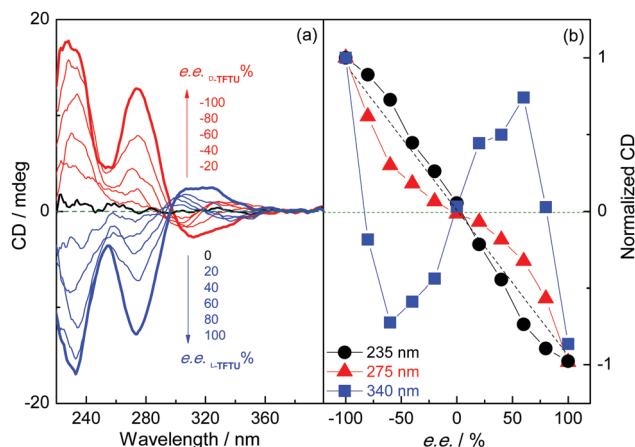 (a)
(b)
CD / mdeg
20
0
-20
240
280
320
360
Wavelength / nm
e.e. D-TFTU%
-100
-80
-60
-40
-20
0
20
40
60
80
100
e.e. L-TFTU%
235 nm
275 nm
340 nm
-100
-50
0
50
100
e.e. / %
1
0
-1
Normalized CD